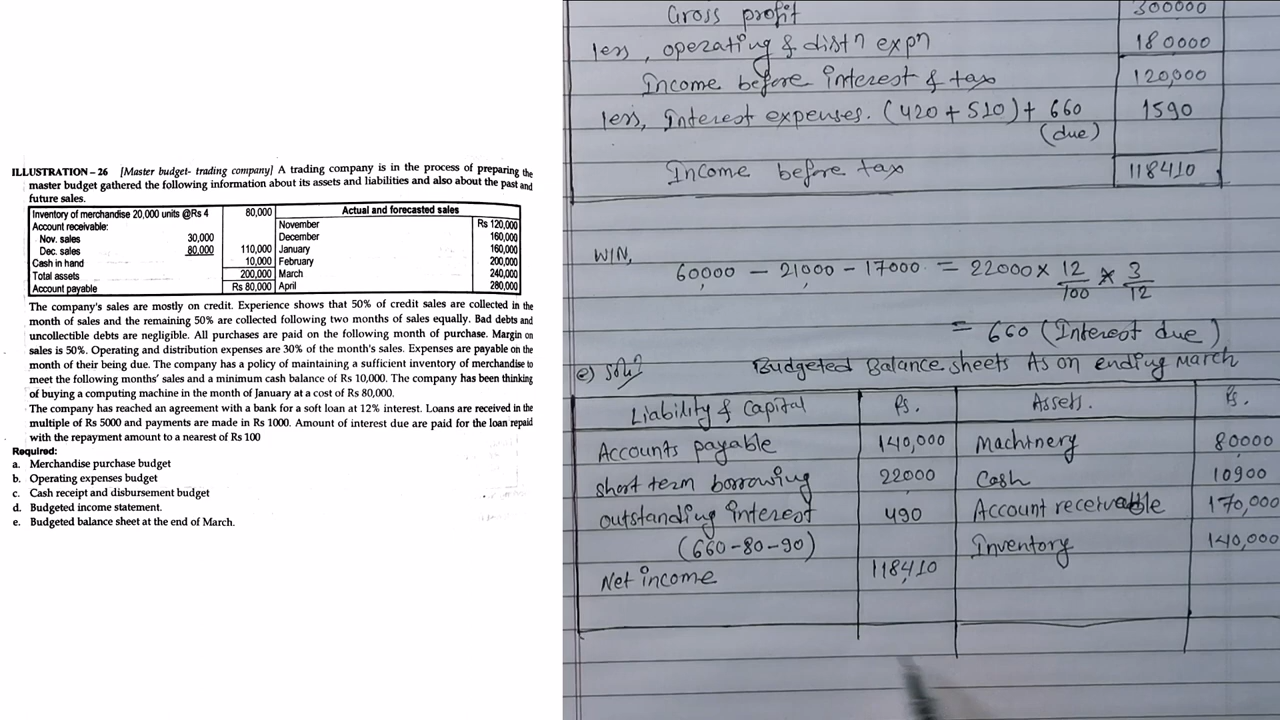 ILLUSTRATION – 26 [Master budget- trading company] A trading company is in the process of preparing the
master budget gathered the following information about its assets and liabilities and also about the past and
future sales.
Inventory of merchandise 20,000 units @Rs 4 80,000 Actual and forecasted sales
Account receivable: November Rs 120,000
Nov. sales 30,000 December 160,000
Dec. sales 80,000 110,000 January 160,000
Cash in hand 10,000 February 200,000
Total assets 200,000 March 240,000
Account payable Rs 80,000 April 280,000
The company's sales are mostly on credit. Experience shows that 50% of credit sales are collected in the
month of sales and the remaining 50% are collected following two months of sales equally. Bad debts and
uncollectible debts are negligible. All purchases are paid on the following month of purchase. Margin on
sales is 50%. Operating and distribution expenses are 30% of the month's sales. Expenses are payable on the
month of their being due. The company has a policy of maintaining a sufficient inventory of merchandise to
meet the following months' sales and a minimum cash balance of Rs 10,000. The company has been thinking
of buying a computing machine in the month of January at a cost of Rs 80,000.
The company has reached an agreement with a bank for a soft loan at 12% interest. Loans are received in the
multiple of Rs 5000 and payments are made in Rs 1000. Amount of interest due are paid for the loan repaid
with the repayment amount to a nearest of Rs 100
Required:
a. Merchandise purchase budget
b. Operating expenses budget
c. Cash receipt and disbursement budget
d. Budgeted income statement.
e. Budgeted balance sheet at the end of March.
Gross profit 300000
less, operating & distn expn 180000
Income before interest & tax 120,000
less, Interest expenses. (420+510)+ 660 1590
(due)
Income before tax 118410
W/N,
60000 – 21000 – 17000 = 22000 × 12/100 × 3/12
= 660 (Interest due)
e) soln Budgeted Balance sheets As on ending March
Liability & Capital Rs. Assets. Rs.
Accounts payable 140,000 Machinery 80000
short term borrowing 22000 Cash 10900
outstanding interest 490 Account receivable 170,000
(660-80-90) Inventory 140,000
Net income 118,410